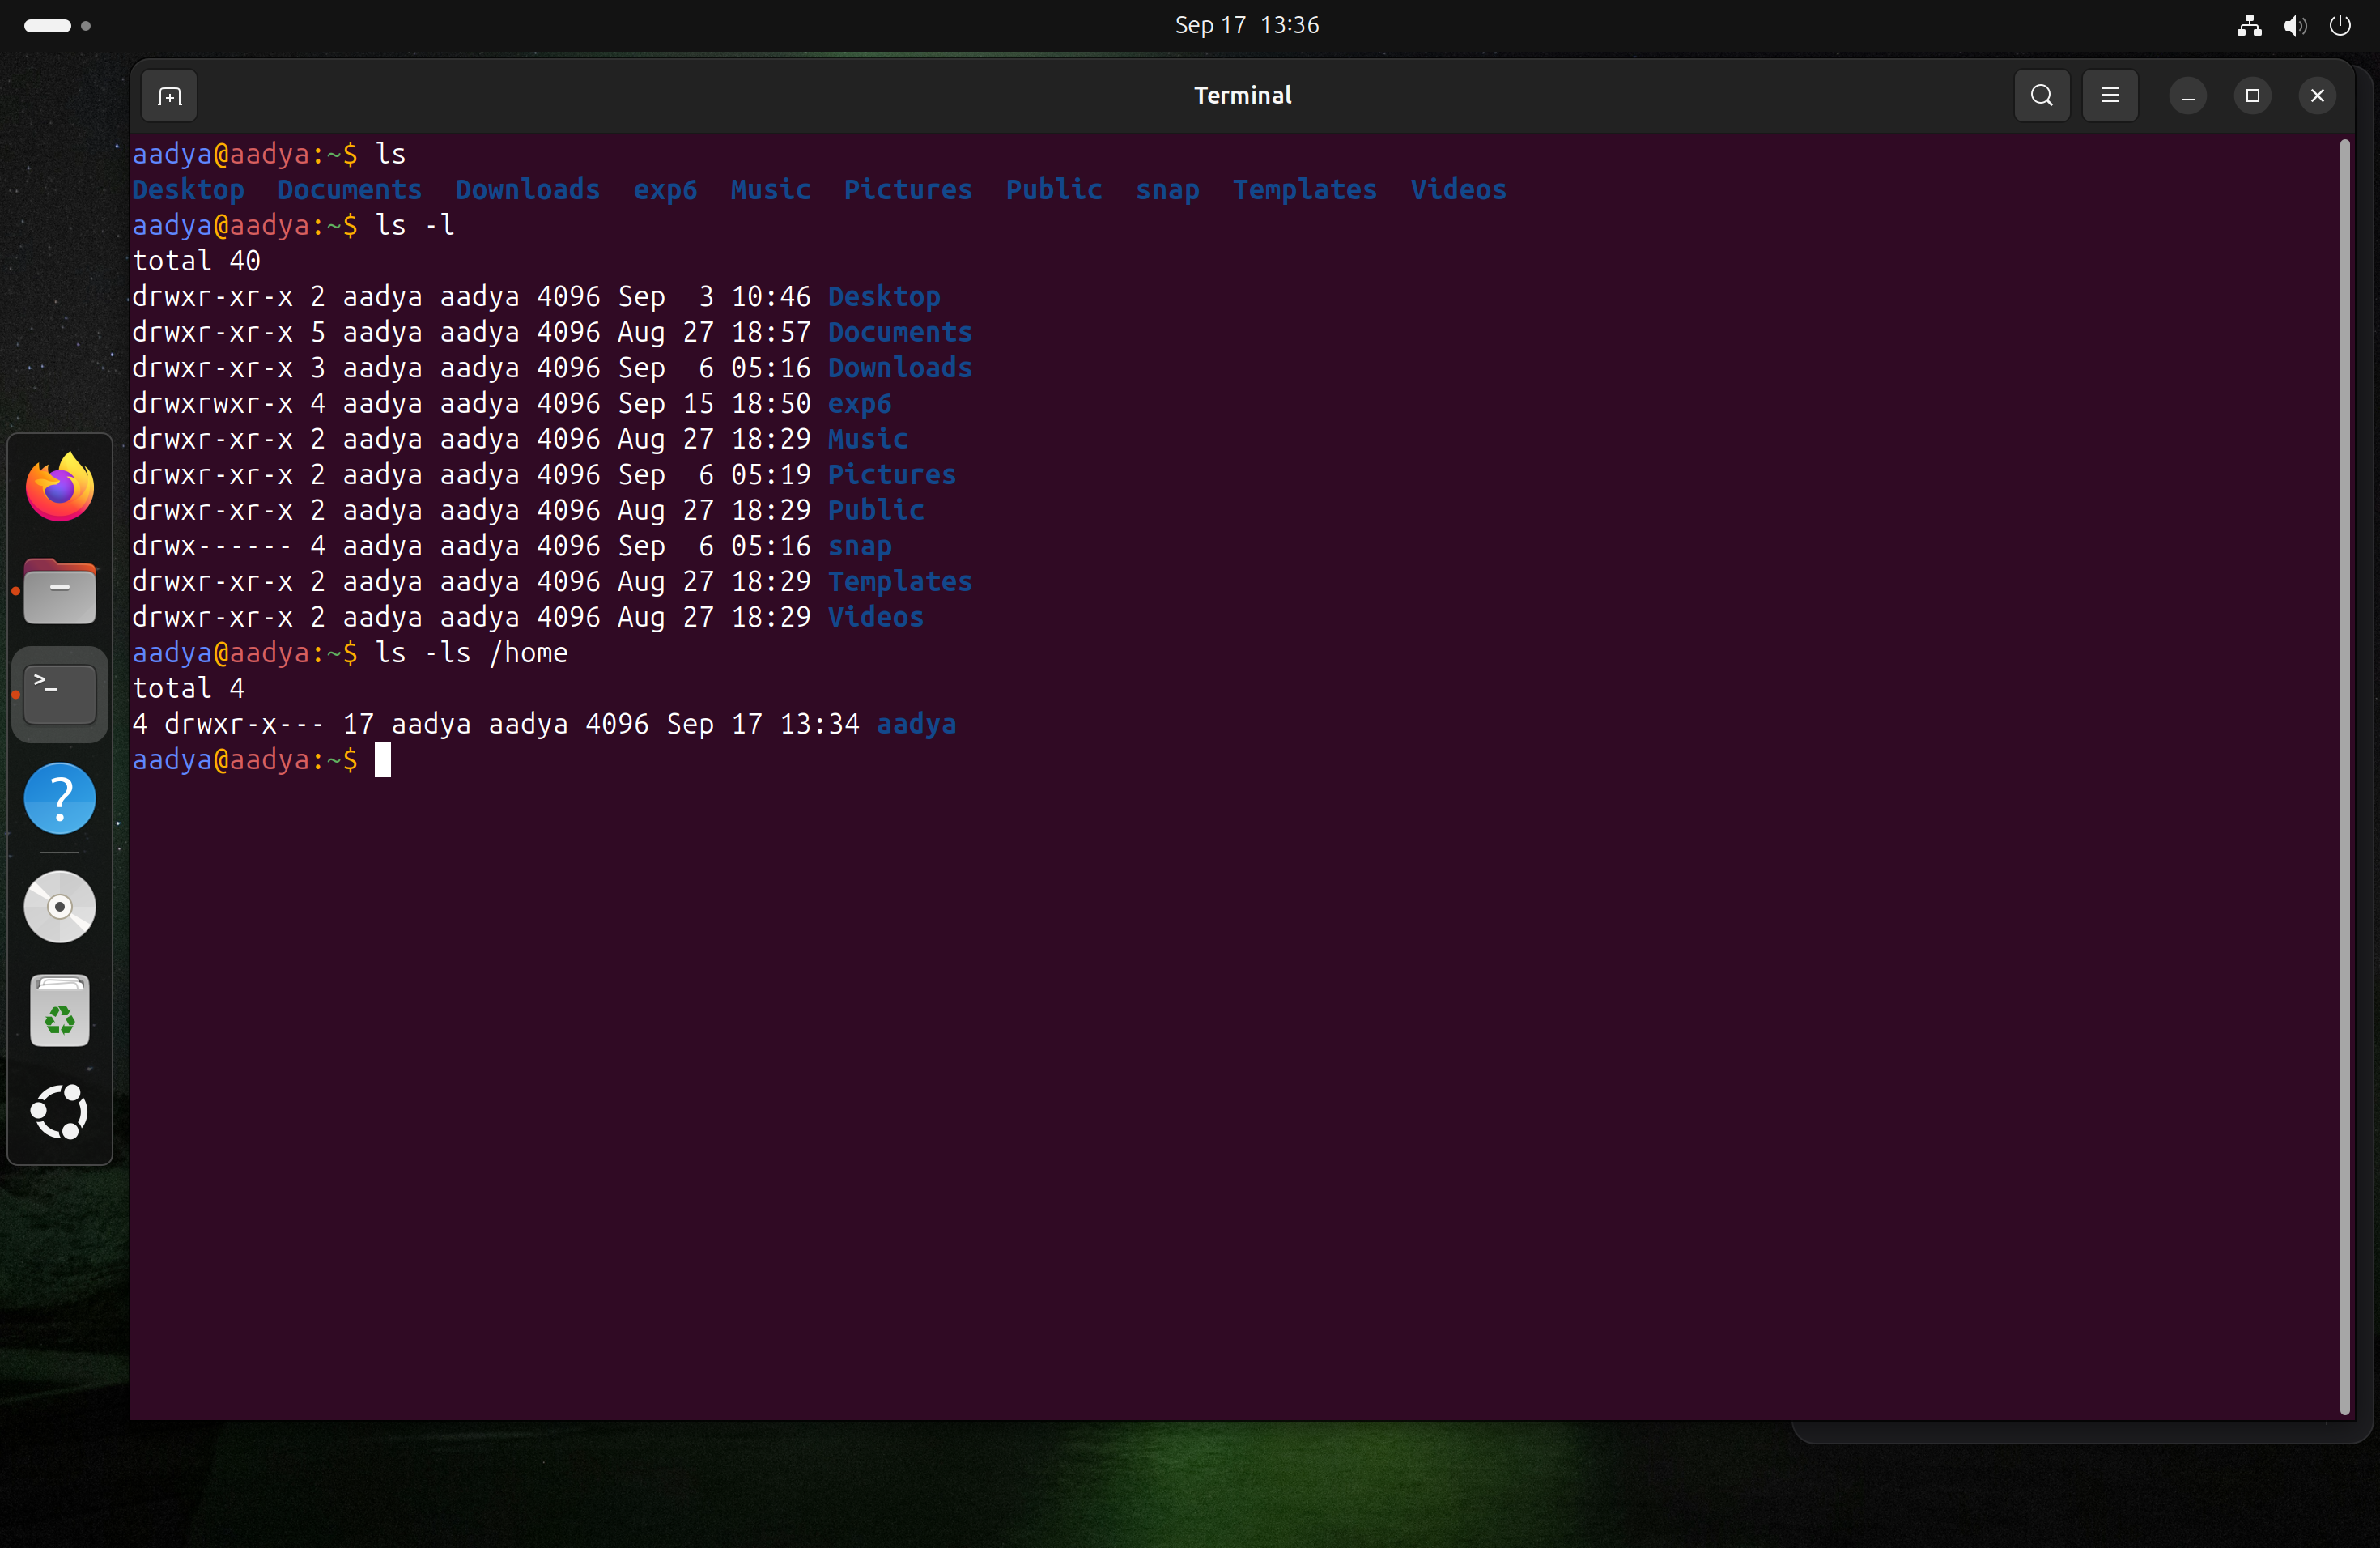 Sep 17  13:36
Terminal
aadya@aadya:~$ ls
Desktop  Documents  Downloads  exp6  Music  Pictures  Public  snap  Templates  Videos
aadya@aadya:~$ ls -l
total 40
drwxr-xr-x 2 aadya aadya 4096 Sep  3 10:46 Desktop
drwxr-xr-x 5 aadya aadya 4096 Aug 27 18:57 Documents
drwxr-xr-x 3 aadya aadya 4096 Sep  6 05:16 Downloads
drwxrwxr-x 4 aadya aadya 4096 Sep 15 18:50 exp6
drwxr-xr-x 2 aadya aadya 4096 Aug 27 18:29 Music
drwxr-xr-x 2 aadya aadya 4096 Sep  6 05:19 Pictures
drwxr-xr-x 2 aadya aadya 4096 Aug 27 18:29 Public
drwx------ 4 aadya aadya 4096 Sep  6 05:16 snap
drwxr-xr-x 2 aadya aadya 4096 Aug 27 18:29 Templates
drwxr-xr-x 2 aadya aadya 4096 Aug 27 18:29 Videos
aadya@aadya:~$ ls -ls /home
total 4
4 drwxr-x--- 17 aadya aadya 4096 Sep 17 13:34 aadya
aadya@aadya:~$